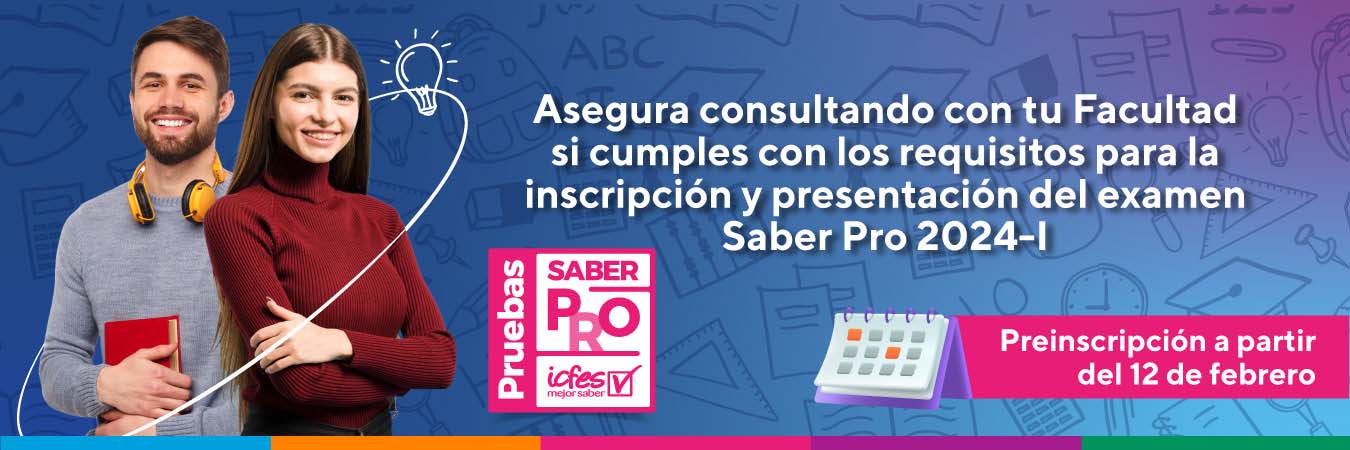 ABC
Asegura consultando con tu Facultad
si cumples con los requisitos para la
inscripción y presentación del examen
Saber Pro 2024-I
Pruebas
SABER
PRO
icfes
mejor saber
Preinscripción a partir
del 12 de febrero